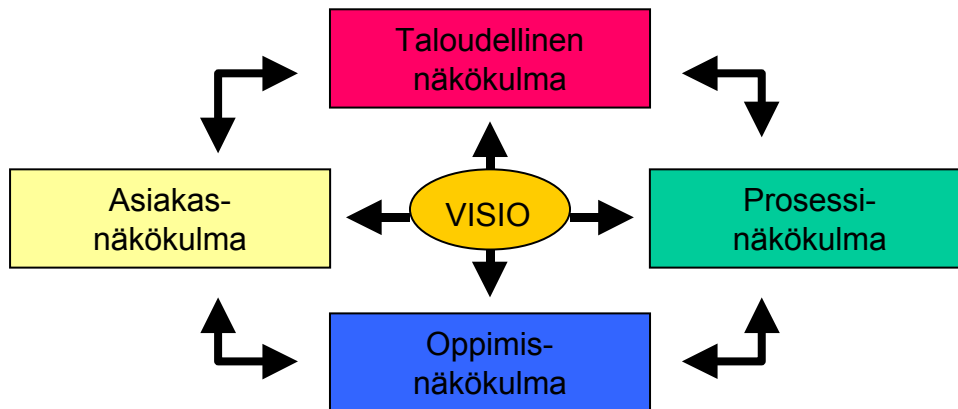 Taloudellinen
näkökulma
Asiakas-
näkökulma
VISIO
Prosessi-
näkökulma
Oppimis-
näkökulma